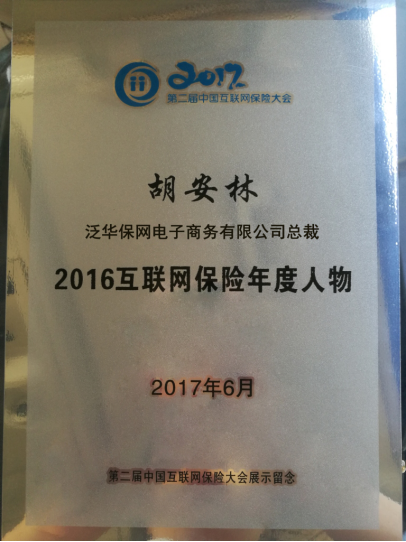 2017
第二届中国互联网保险大会
胡安林
泛华保网电子商务有限公司总裁
2016互联网保险年度人物
2017年6月
第二届中国互联网保险大会展示留念